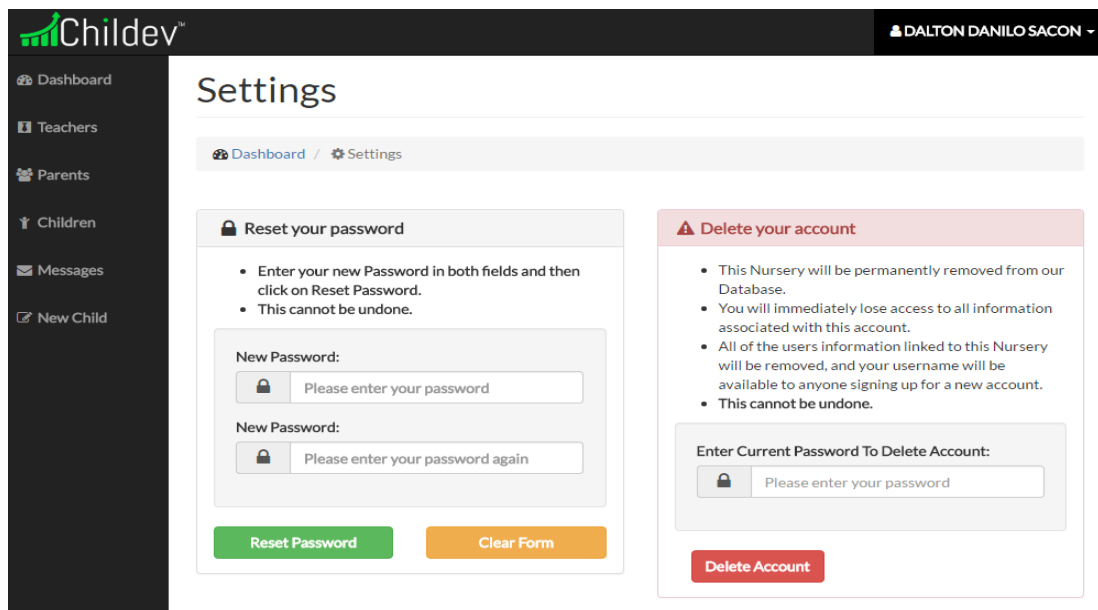 Childev™
DALTON DANILO SACON
Dashboard
Teachers
Parents
Children
Messages
New Child
Settings
Dashboard / Settings
Reset your password
• Enter your new Password in both fields and then
click on Reset Password.
• This cannot be undone.
New Password:
Please enter your password
New Password:
Please enter your password again
Reset Password
Clear Form
Delete your account
• This Nursery will be permanently removed from our
Database.
• You will immediately lose access to all information
associated with this account.
• All of the users information linked to this Nursery
will be removed, and your username will be
available to anyone signing up for a new account.
• This cannot be undone.
Enter Current Password To Delete Account:
Please enter your password
Delete Account